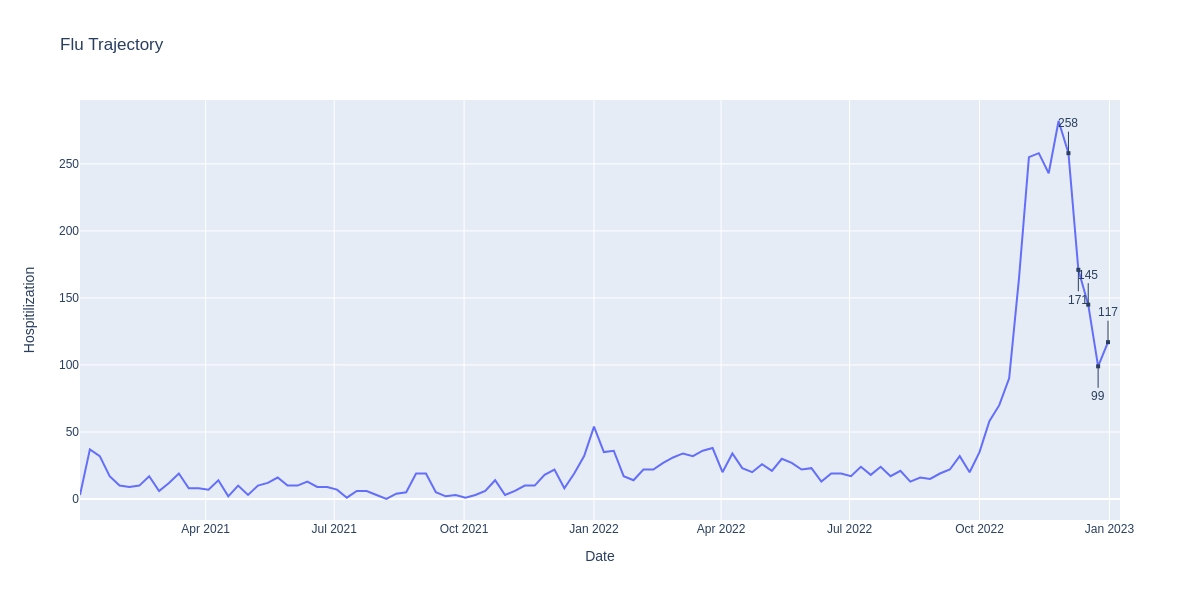 Flu Trajectory
258
250
200
145
171
150
117
100
99
50
0
Hospitilization
Apr 2021
Jul 2021
Oct 2021
Jan 2022
Apr 2022
Jul 2022
Oct 2022
Jan 2023
Date